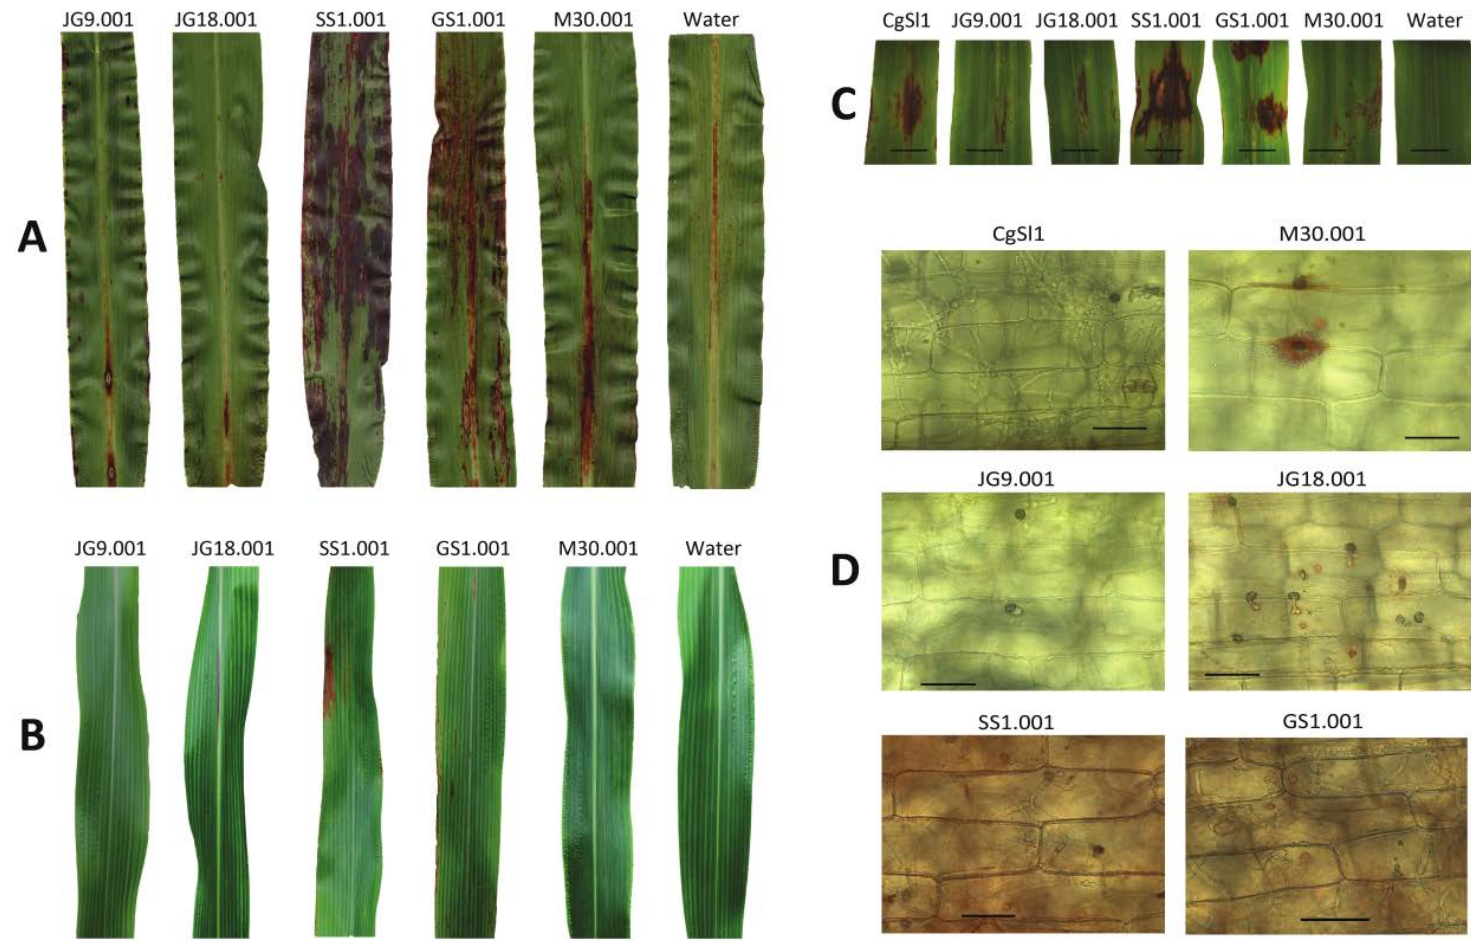 JG9.001 JG18.001 SS1.001 GS1.001 M30.001 Water
A
JG9.001 JG18.001 SS1.001 GS1.001 M30.001 Water
B
CgSl1 JG9.001 JG18.001 SS1.001 GS1.001 M30.001 Water
C
CgSl1 M30.001
JG9.001 JG18.001
D
SS1.001 GS1.001